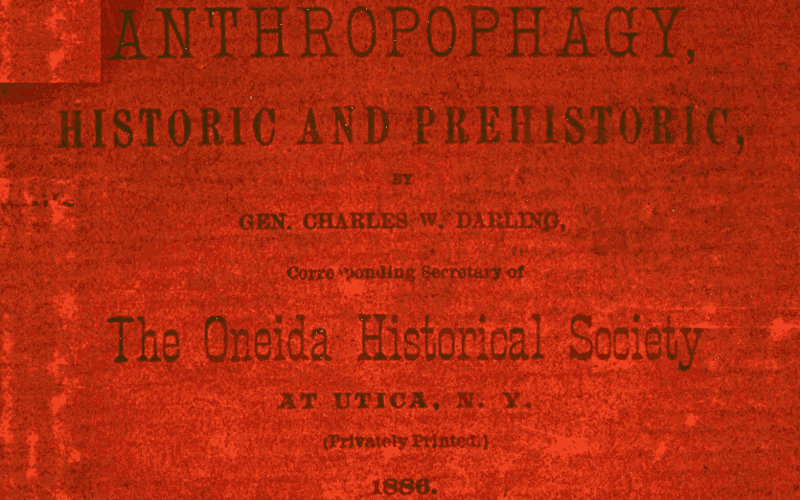 ANTHROPOPHAGY,
HISTORIC AND PREHISTORIC,
BY
GEN. CHARLES W. DARLING,
Corresponding Secretary of
The Oneida Historical Society
AT UTICA, N. Y.
(Privately Printed.)
1886.